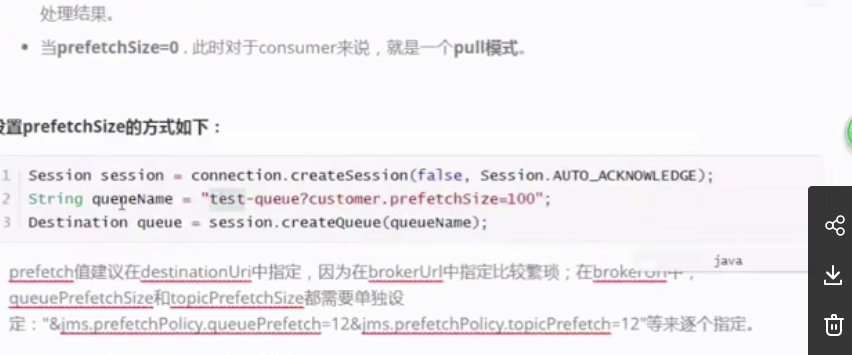 处理结果。
当prefetchSize=0 . 此时对于consumer来说，就是一个pull模式。
设置prefetchSize的方式如下：
1 Session session = connection.createSession(false, Session.AUTO_ACKNOWLEDGE);
2 String queueName = "test-queue?customer.prefetchSize=100";
3 Destination queue = session.createQueue(queueName);
java
prefetch值建议在destinationUri中指定，因为在brokerUrl中指定比较繁琐；在brokerUrl中，
queuePrefetchSize和topicPrefetchSize都需要单独设
定："&jms.prefetchPolicy.queuePrefetch=12&jms.prefetchPolicy.topicPrefetch=12"等来逐个指定。